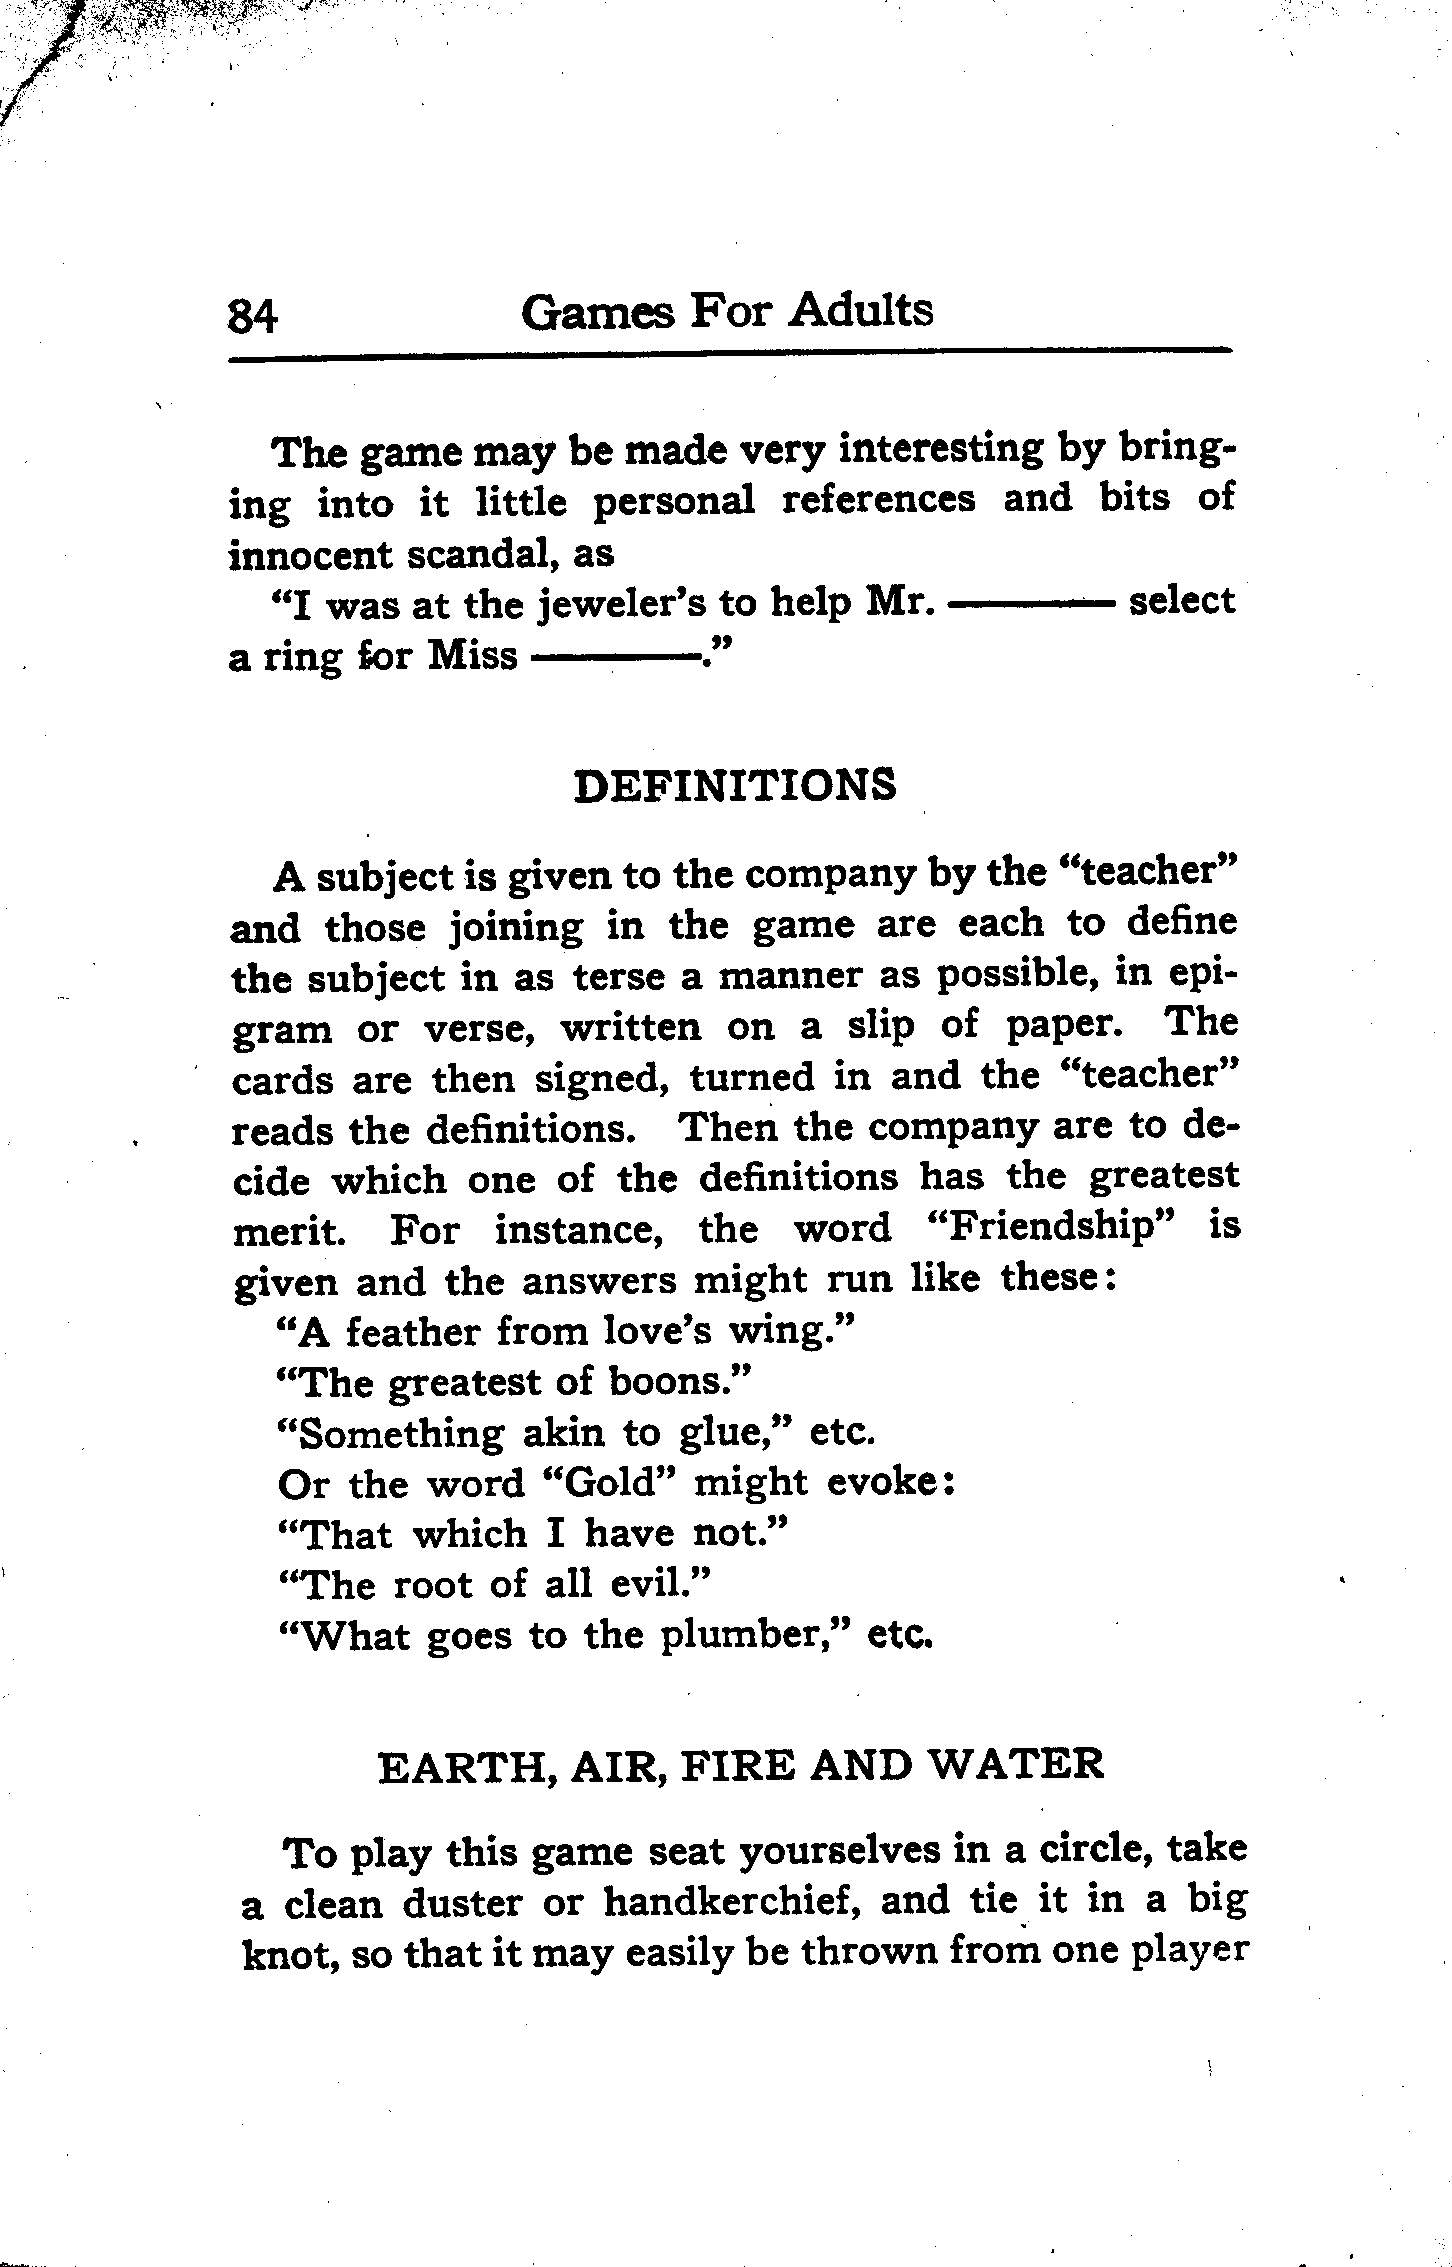 84 Games For Adults
The game may be made very interesting by bring-
ing into it little personal references and bits of
innocent scandal, as
“I was at the jeweler’s to help Mr. ——— select
a ring for Miss ———.”
DEFINITIONS
A subject is given to the company by the “teacher”
and those joining in the game are each to define
the subject in as terse a manner as possible, in epi-
gram or verse, written on a slip of paper. The
cards are then signed, turned in and the “teacher”
reads the definitions. Then the company are to de-
cide which one of the definitions has the greatest
merit. For instance, the word “Friendship” is
given and the answers might run like these:
“A feather from love’s wing.”
“The greatest of boons.”
“Something akin to glue,” etc.
Or the word “Gold” might evoke:
“That which I have not.”
“The root of all evil.”
“What goes to the plumber,” etc.
EARTH, AIR, FIRE AND WATER
To play this game seat yourselves in a circle, take
a clean duster or handkerchief, and tie it in a big
knot, so that it may easily be thrown from one player